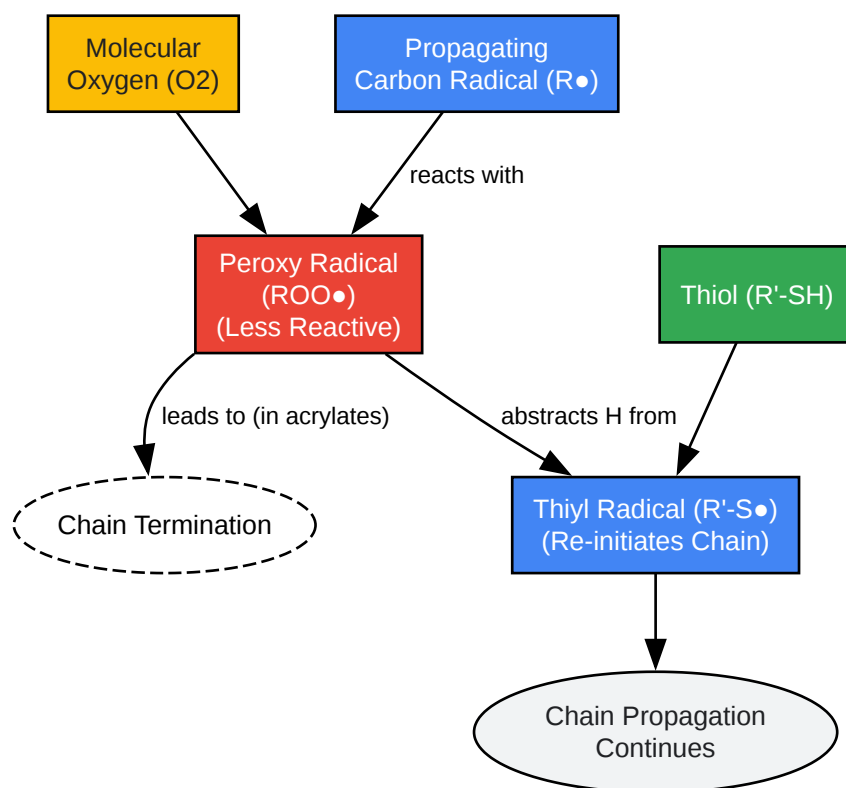 Molecular
Oxygen (O2)
Propagating
Carbon Radical (R●)
reacts with
Peroxy Radical
(ROO●)
(Less Reactive)
Thiol (R'-SH)
leads to (in acrylates)
abstracts H from
Chain Termination
Thiyl Radical (R'-S●)
(Re-initiates Chain)
Chain Propagation
Continues